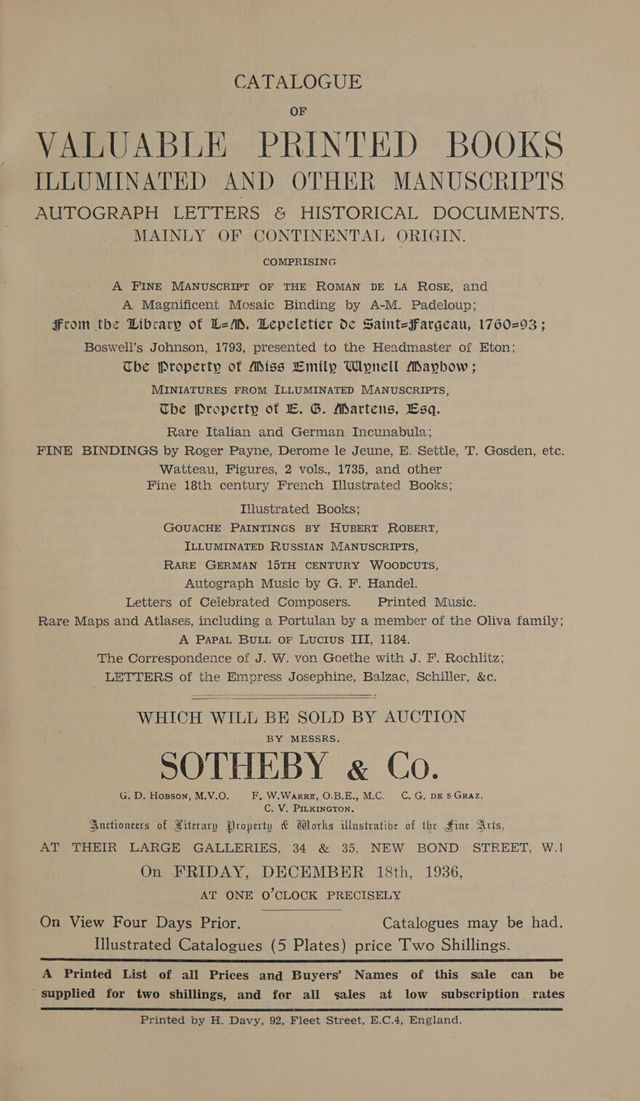 CATALOGUE
OF
VALUABLE PRINTED BOOKS
ILLUMINATED AND OTHER MANUSCRIPTS
AUTOGRAPH LETTERS & HISTORICAL DOCUMENTS,
MAINLY OF CONTINENTAL ORIGIN.
COMPRISING
A FINE MANUSCRIPT OF THE ROMAN DE LA ROSE, and
A Magnificent Mosaic Binding by A-M. Padeloup;
From the Library of L=M. Lepeletier de Saint=Fargeau, 1760=93;
Boswell's Johnson, 1793, presented to the Headmaster of Eton;
The Property of Miss Emily Wynell Mayhow;
MINIATURES FROM ILLUMINATED MANUSCRIPTS,
The Property of E. G. Martens, Esq.
Rare Italian and German Incunabula;
FINE BINDINGS by Roger Payne, Derome le Jeune, E. Settle, T. Gosden, etc.
Watteau, Figures, 2 vols., 1735, and other
Fine 18th century French Illustrated Books;
Illustrated Books;
GOUACHE PAINTINGS BY HUBERT ROBERT,
ILLUMINATED RUSSIAN MANUSCRIPTS,
RARE GERMAN 15TH CENTURY WOODCUTS,
Autograph Music by G. F. Handel.
Letters of Celebrated Composers. Printed Music.
Rare Maps and Atlases, including a Portulan by a member of the Oliva family;
A PAPAL BULL OF LUCIUS III, 1184.
The Correspondence of J. W. von Goethe with J. F. Rochlitz;
LETTERS of the Empress Josephine, Balzac, Schiller, &c.
WHICH WILL BE SOLD BY AUCTION
BY MESSRS.
SOTHEBY & Co.
G. D. HOBSON, M.V.O. F. W. WARRE, O.B.E., M.C. C. G. DES GRAZ.
C. V. PILKINGTON.
Auctioneers of Literary Property & Works illustrative of the Fine Arts,
AT THEIR LARGE GALLERIES, 34 & 35, NEW BOND STREET, W.1
On FRIDAY, DECEMBER 18th, 1936,
AT ONE O'CLOCK PRECISELY
On View Four Days Prior. Catalogues may be had.
Illustrated Catalogues (5 Plates) price Two Shillings.
A Printed List of all Prices and Buyers' Names of this sale can be
supplied for two shillings, and for all sales at low subscription rates
Printed by H. Davy, 92, Fleet Street, E.C.4, England.